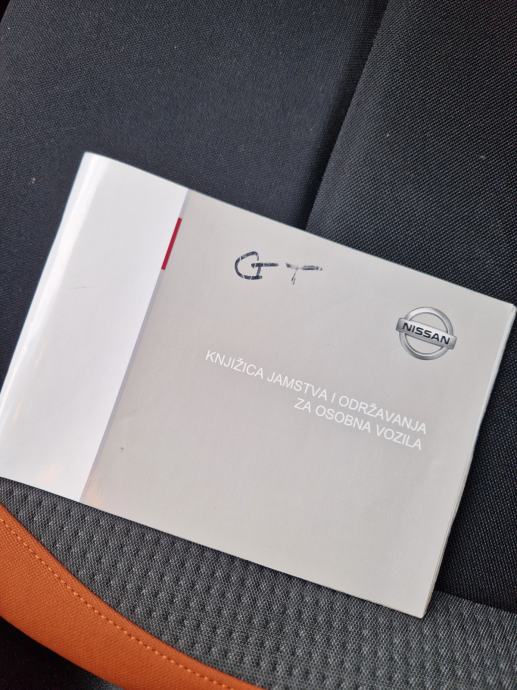 GT
NISSAN
KNJIŽICA JAMSTVA I ODRŽAVANJA
ZA OSOBNA VOZILA